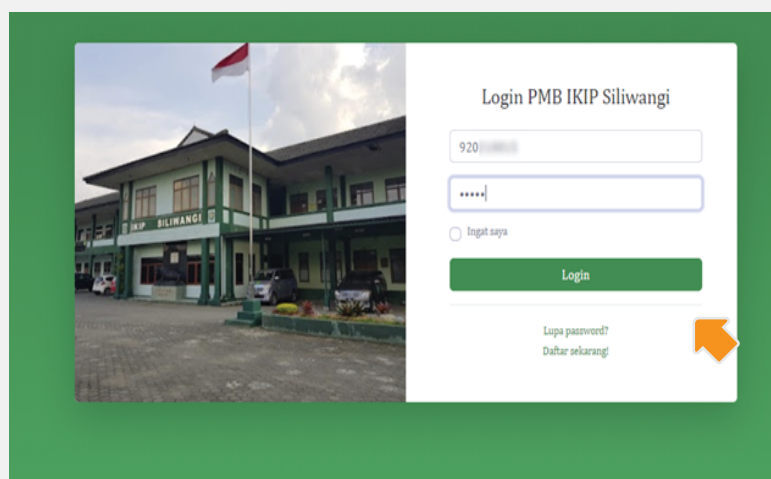 Login PMB IKIP Siliwangi
920
Ingat saya
Login
Lupa password?
Daftar sekarang!
IKIP SILIWANGI